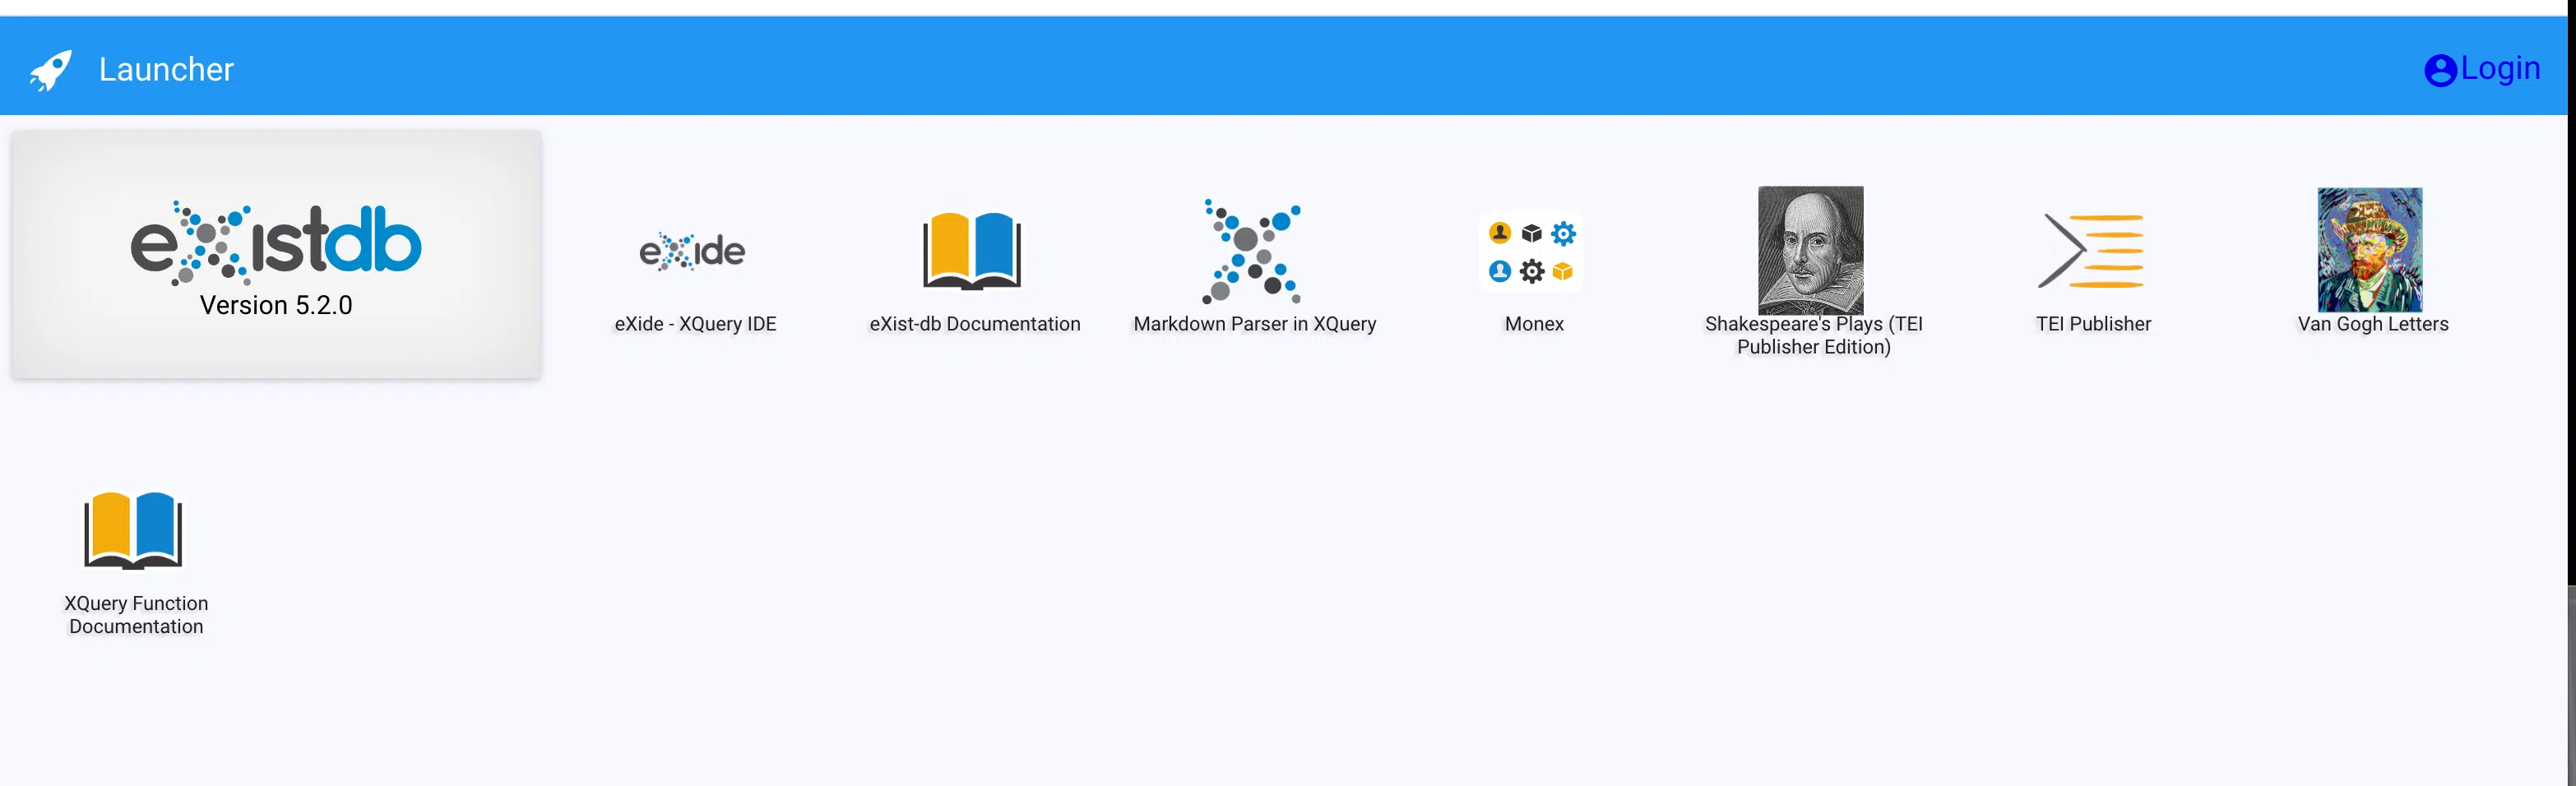 Launcher
Login
eXistdb
Version 5.2.0
eXide
eXide - XQuery IDE
eXist-db Documentation
Markdown Parser in XQuery
Monex
Shakespeare's Plays (TEI
Publisher Edition)
TEI Publisher
Van Gogh Letters
XQuery Function
Documentation